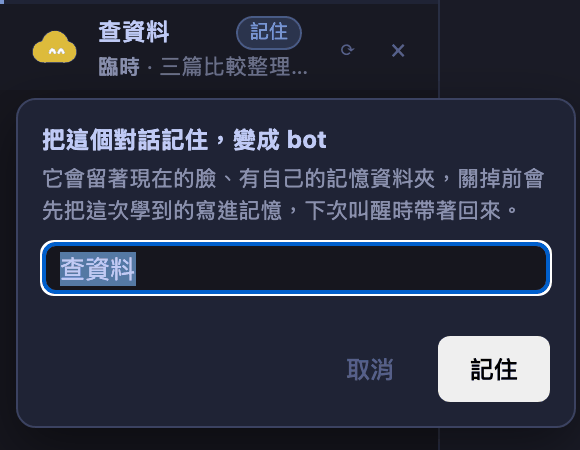 查資料
記住
臨時 · 三篇比較整理...
把這個對話記住，變成 bot
它會留著現在的臉、有自己的記憶資料夾，關掉前會
先把這次學到的寫進記憶，下次叫醒時帶著回來。
查資料
取消
記住